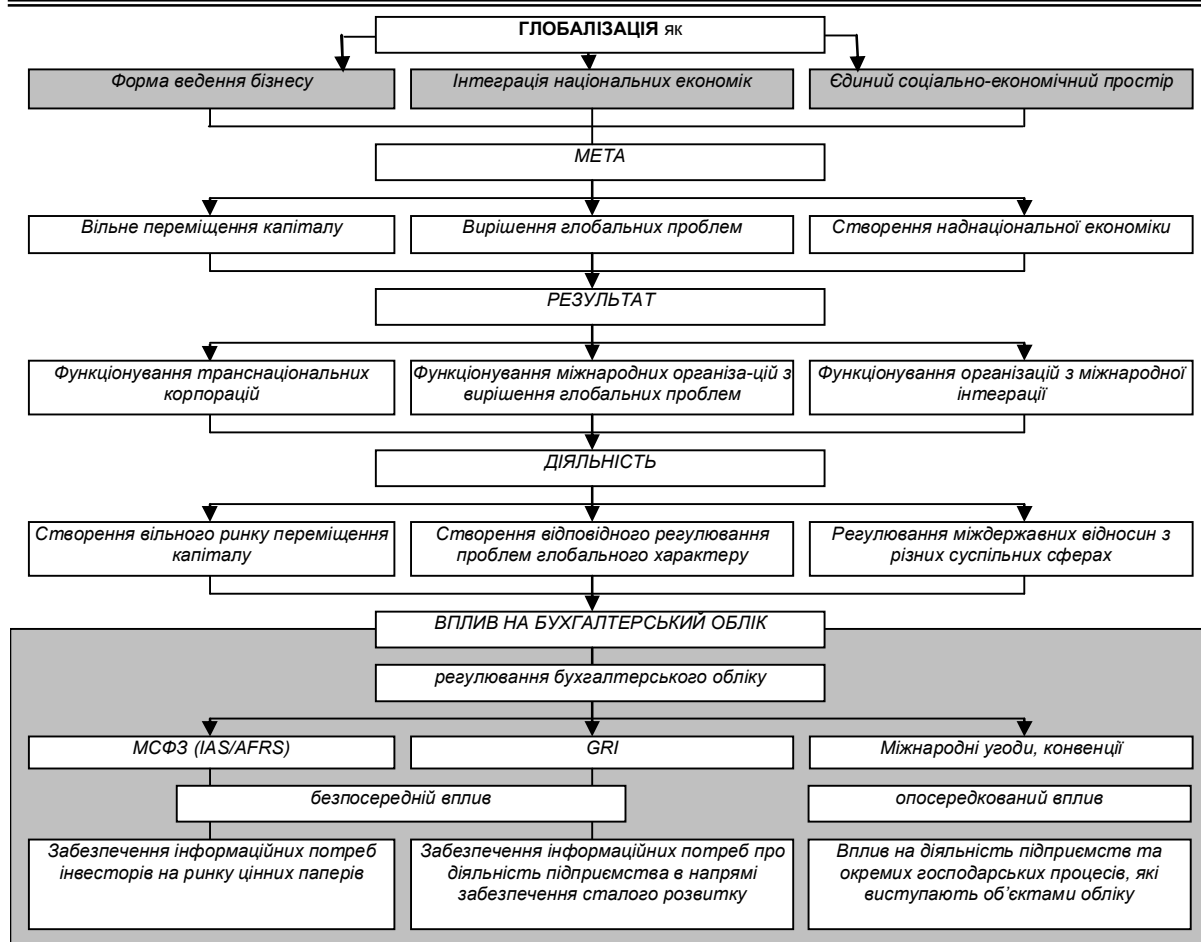 ГЛОБАЛІЗАЦІЯ як
Форма ведення бізнесу
Інтеграція національних економік
Єдиний соціально-економічний простір
МЕТА
Вільне переміщення капіталу
Вирішення глобальних проблем
Створення наднаціональної економіки
РЕЗУЛЬТАТ
Функціонування транснаціональних
корпорацій
Функціонування міжнародних організа-цій з
вирішення глобальних проблем
Функціонування організацій з міжнародної
інтеграції
ДІЯЛЬНІСТЬ
Створення вільного ринку переміщення
капіталу
Створення відповідного регулювання
проблем глобального характеру
Регулювання міждержавних відносин з
різних суспільних сферах
ВПЛИВ НА БУХГАЛТЕРСЬКИЙ ОБЛІК
регулювання бухгалтерського обліку
МСФЗ (IAS/AFRS)
GRI
Міжнародні угоди, конвенції
безпосередній вплив
опосередкований вплив
Забезпечення інформаційних потреб
інвесторів на ринку цінних паперів
Забезпечення інформаційних потреб про
діяльність підприємства в напрямі
забезпечення сталого розвитку
Вплив на діяльність підприємств та
окремих господарських процесів, які
виступають об’єктами обліку